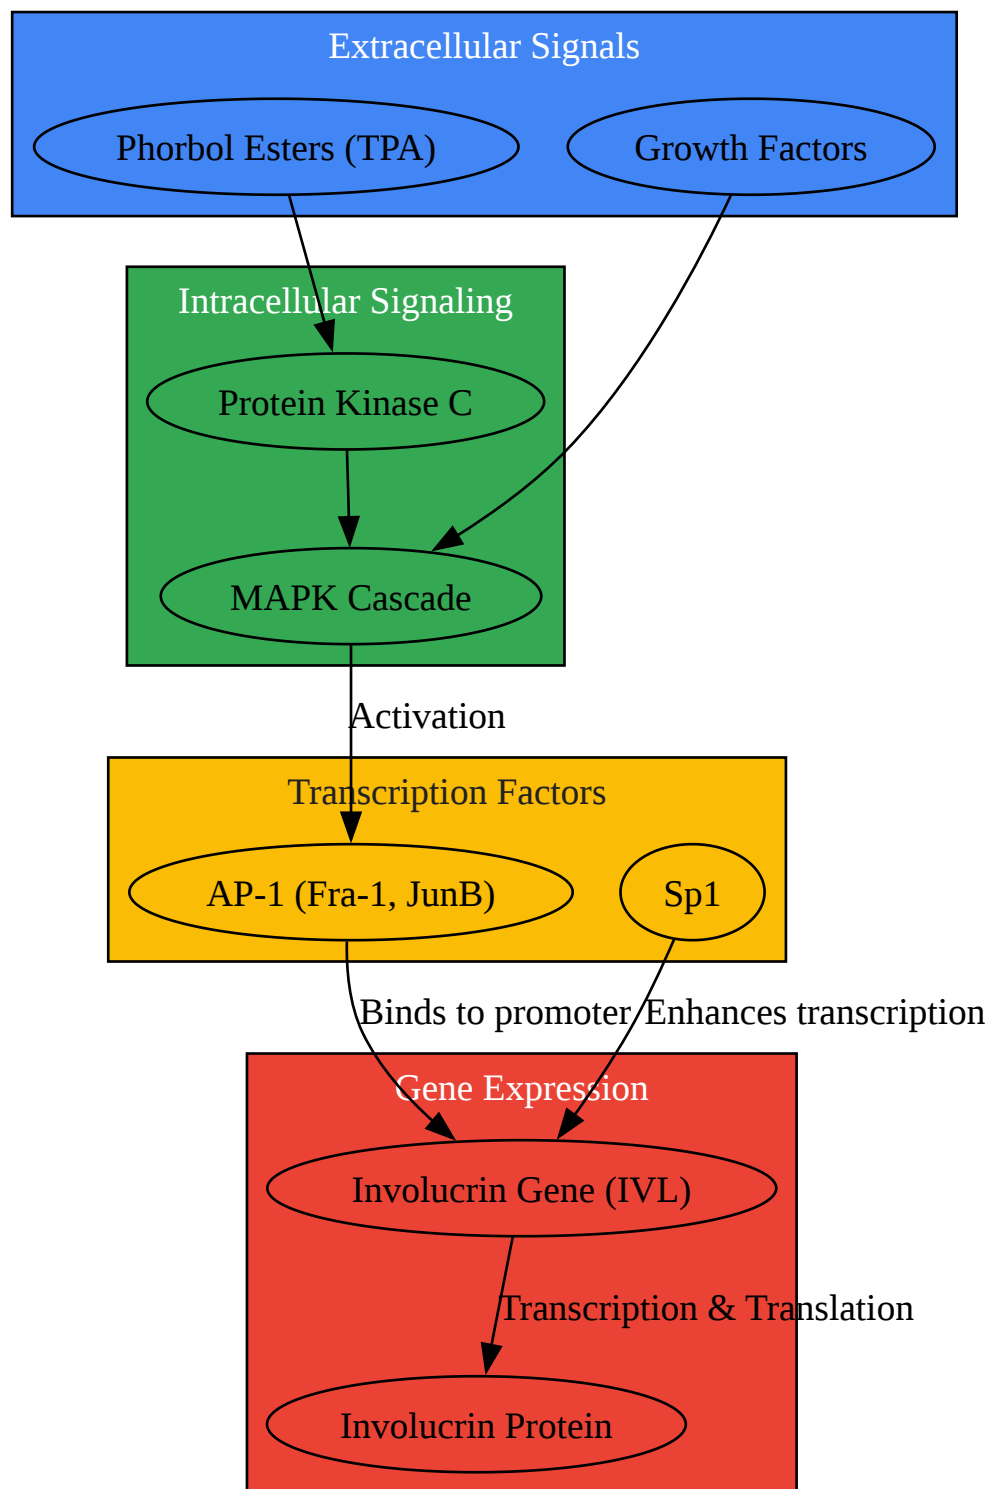 Extracellular Signals
Phorbol Esters (TPA)
Growth Factors
Intracellular Signaling
Protein Kinase C
MAPK Cascade
Activation
Transcription Factors
AP-1 (Fra-1, JunB)
Sp1
Binds to promoter
Enhances transcription
Gene Expression
Involucrin Gene (IVL)
Transcription & Translation
Involucrin Protein